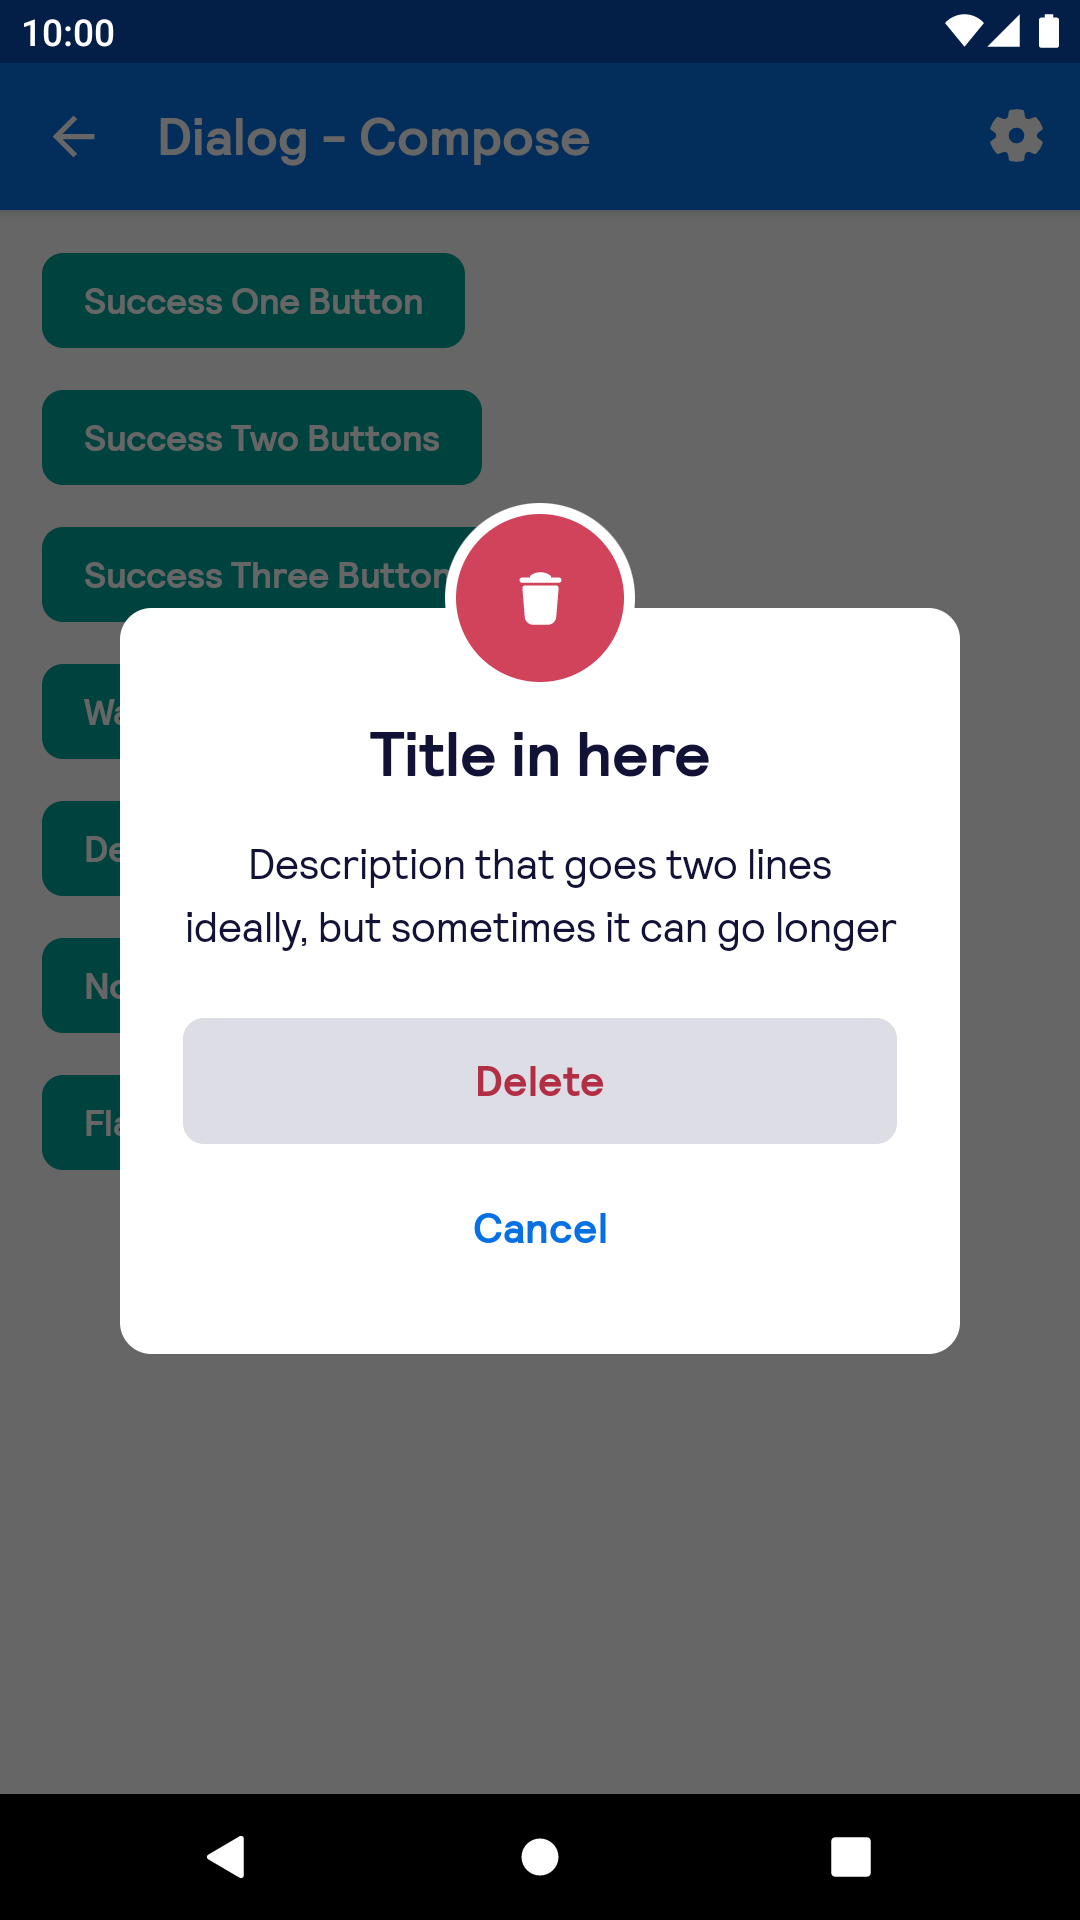 10:00
Dialog - Compose
Success One Button
Success Two Buttons
Success Three Button
Title in here
Description that goes two lines
ideally, but sometimes it can go longer
Delete
Cancel